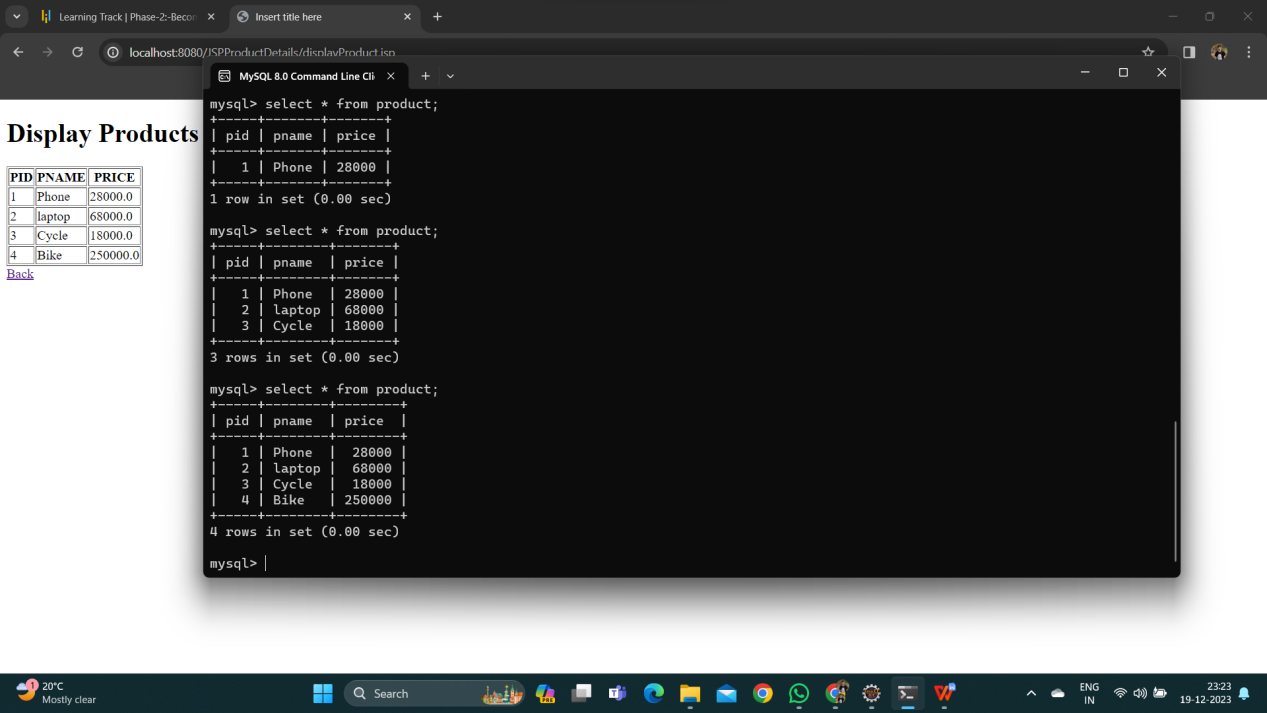 Learning Track | Phase-2:-Becon
Insert title here
localhost:8080/JSPProductDetails/displayProduct.jsp
MySQL 8.0 Command Line Cli
Display Products
PID PNAME PRICE
1 Phone 28000.0
2 laptop 68000.0
3 Cycle 18000.0
4 Bike 250000.0
Back
mysql> select * from product;
+-----+-------+-------+
| pid | pname | price |
+-----+-------+-------+
|   1 | Phone | 28000 |
+-----+-------+-------+
1 row in set (0.00 sec)
mysql> select * from product;
+-----+--------+-------+
| pid | pname  | price |
+-----+--------+-------+
|   1 | Phone  | 28000 |
|   2 | laptop | 68000 |
|   3 | Cycle  | 18000 |
+-----+--------+-------+
3 rows in set (0.00 sec)
mysql> select * from product;
+-----+--------+--------+
| pid | pname  | price  |
+-----+--------+--------+
|   1 | Phone  |  28000 |
|   2 | laptop |  68000 |
|   3 | Cycle  |  18000 |
|   4 | Bike   | 250000 |
+-----+--------+--------+
4 rows in set (0.00 sec)
mysql>
1
20°C
Mostly clear
Search
PRE
ENG
IN
23:23
19-12-2023